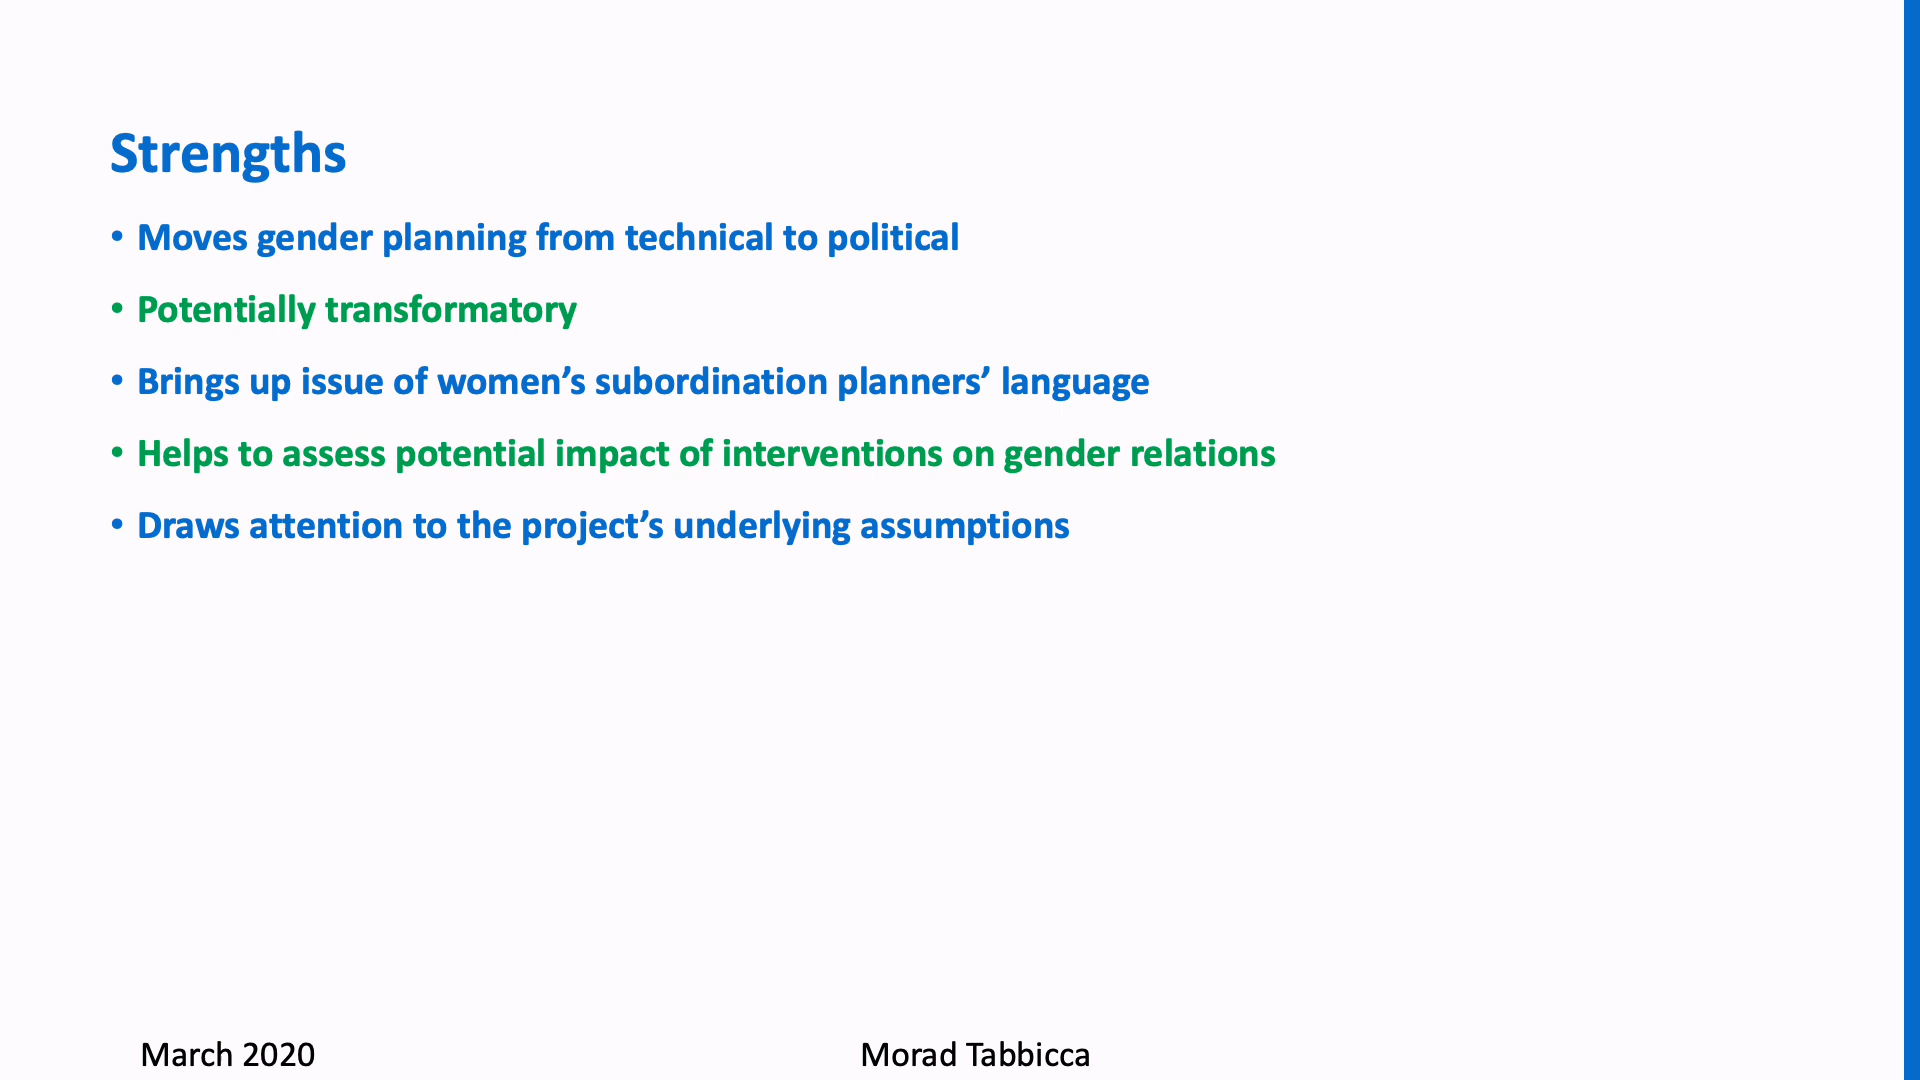 Strengths
• Moves gender planning from technical to political
• Potentially transformatory
• Brings up issue of women’s subordination planners’ language
• Helps to assess potential impact of interventions on gender relations
• Draws attention to the project’s underlying assumptions
March 2020
Morad Tabbicca